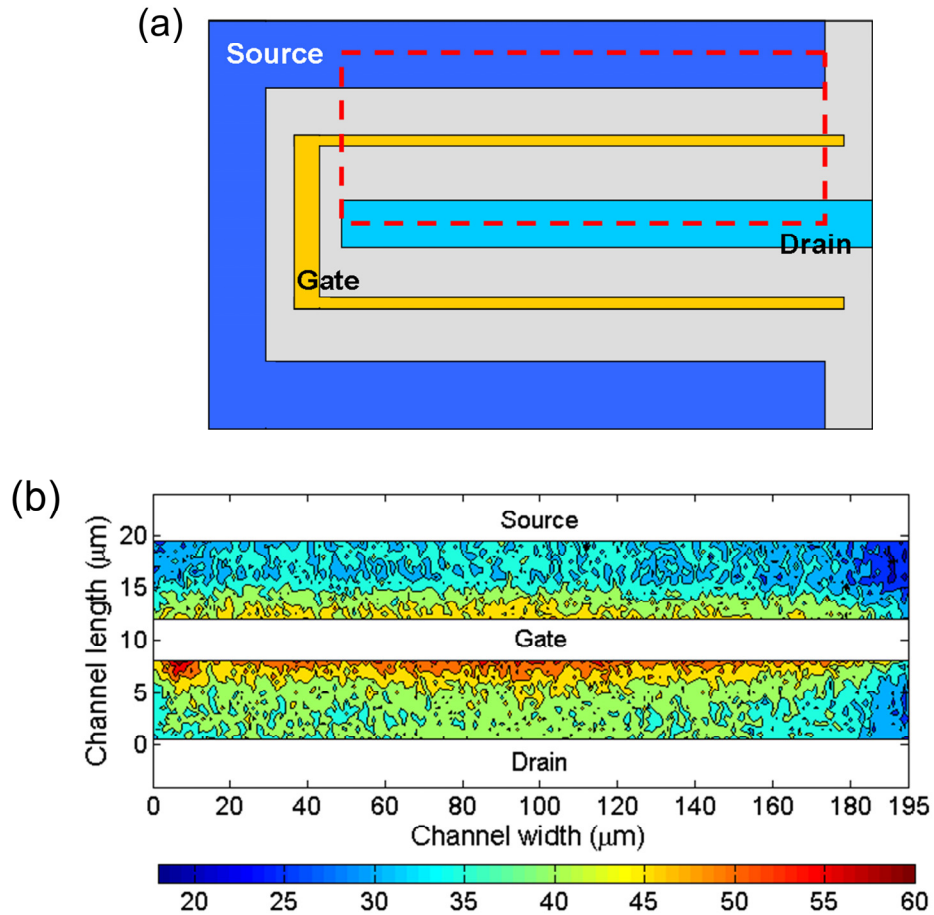 (a)
Source
Drain
Gate
(b)
Source
20
15
Gate
10
5
0
Drain
Channel length (μm)
0 20 40 60 80 100 120 140 160 180 195
Channel width (μm)
20 25 30 35 40 45 50 55 60